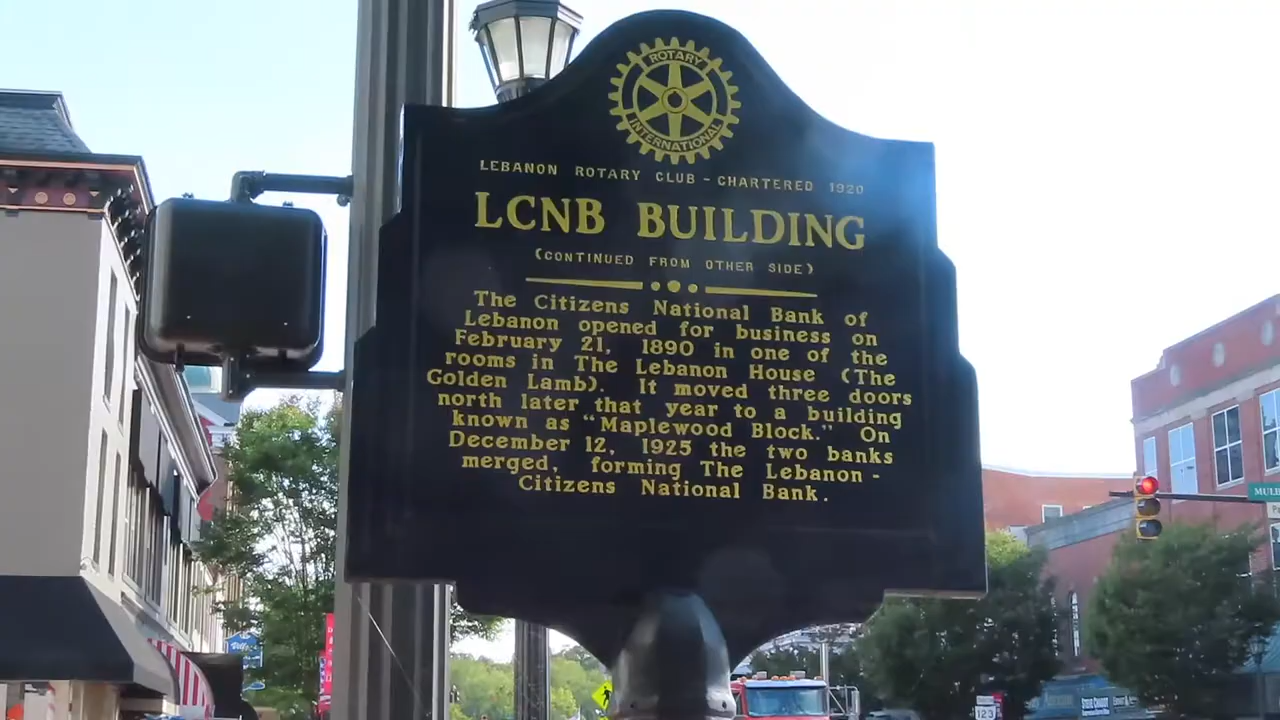 ROTARY
INTERNATIONAL
LEBANON ROTARY CLUB - CHARTERED 1920
LCNB BUILDING
(CONTINUED FROM OTHER SIDE)
The Citizens National Bank of
Lebanon opened for business on
February 21, 1890 in one of the
rooms in The Lebanon House (The
Golden Lamb). It moved three doors
north later that year to a building
known as "Maplewood Block." On
December 12, 1925 the two banks
merged, forming The Lebanon -
Citizens National Bank.
123